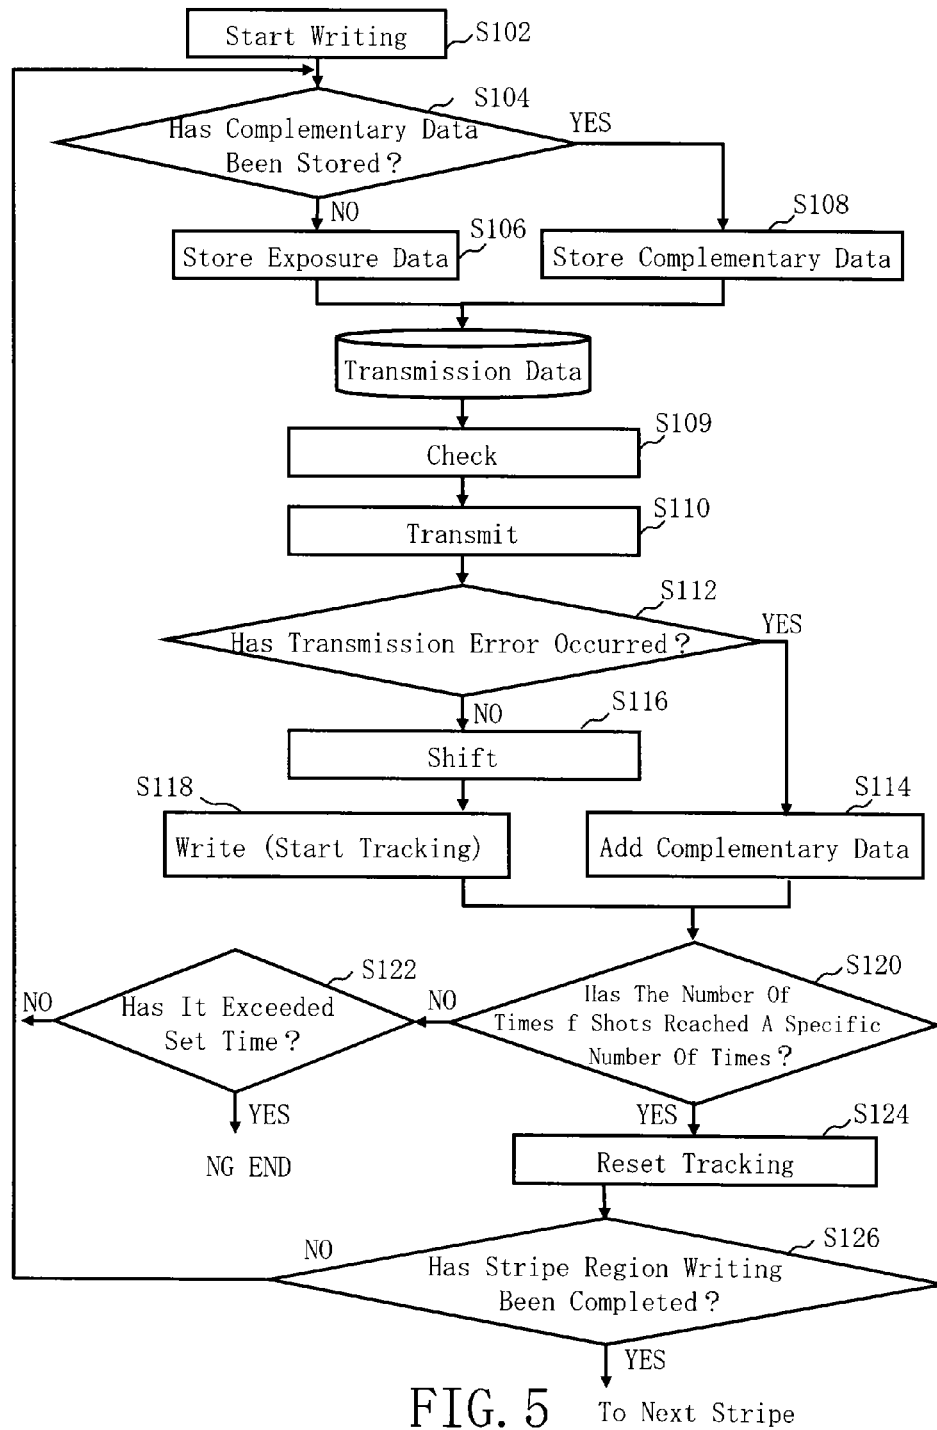 Start Writing
S102
S104
Has Complementary Data
Been Stored?
YES
NO
S106
S108
Store Exposure Data
Store Complementary Data
Transmission Data
S109
Check
S110
Transmit
S112
Has Transmission Error Occurred?
YES
NO
S116
Shift
S118
S114
Write (Start Tracking)
Add Complementary Data
S122
S120
NO
Has It Exceeded
Set Time?
NO
Has The Number Of
Times f Shots Reached A Specific
Number Of Times?
YES
YES
S124
NG END
Reset Tracking
NO
S126
Has Stripe Region Writing
Been Completed?
YES
FIG. 5
To Next Stripe